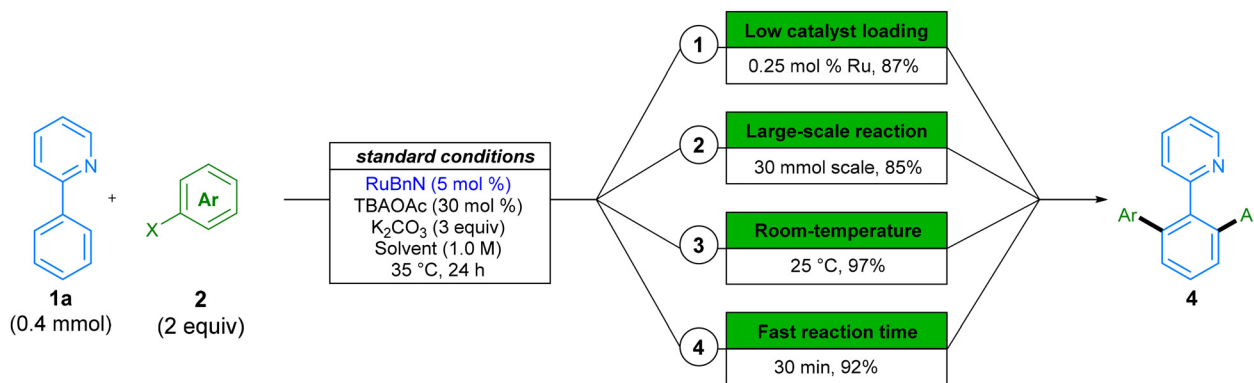 N
1a
(0.4 mmol)
+
X
Ar
2
(2 equiv)
standard conditions
RuBnN (5 mol %)
TBAOAc (30 mol %)
K₂CO₃ (3 equiv)
Solvent (1.0 M)
35 °C, 24 h
1
Low catalyst loading
0.25 mol % Ru, 87%
2
Large-scale reaction
30 mmol scale, 85%
3
Room-temperature
25 °C, 97%
4
Fast reaction time
30 min, 92%
N
Ar
A
4